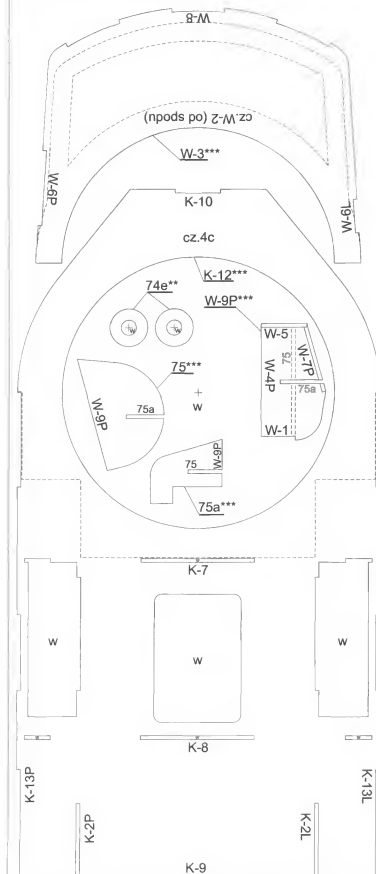 W-8
cz.W-2 (od spodu)
W-3***
W-6P
W-6L
K-10
cz.4c
K-12***
74e**
W-9P***
w
w
75***
W-5
75
W-7P
W-4P
75a
W-9P
75a
w
W-1
75
W-9P
75a***
K-7
w
w
w
w
K-8
w
w
K-13P
K-13L
K-2P
K-2L
K-9